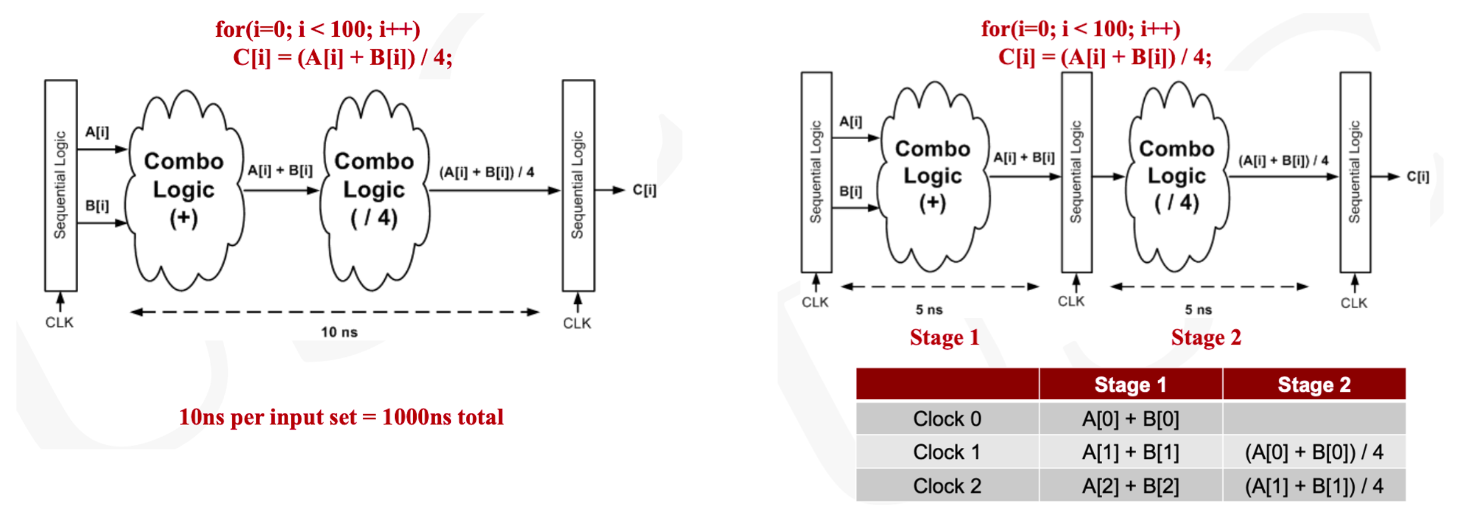 for(i=0; i < 100; i++)
C[i] = (A[i] + B[i]) / 4;
Sequential Logic
A[i]
B[i]
Combo
Logic
(+)
A[i] + B[i]
Combo
Logic
( / 4)
(A[i] + B[i]) / 4
Sequential Logic
C[i]
CLK
10 ns
CLK
10ns per input set = 1000ns total
for(i=0; i < 100; i++)
C[i] = (A[i] + B[i]) / 4;
Sequential Logic
A[i]
B[i]
Combo
Logic
(+)
A[i] + B[i]
Sequential Logic
Combo
Logic
( / 4)
(A[i] + B[i]) / 4
Sequential Logic
C[i]
CLK
5 ns
CLK
5 ns
CLK
Stage 1
Stage 2
Stage 1 Stage 2
Clock 0 A[0] + B[0]
Clock 1 A[1] + B[1] (A[0] + B[0]) / 4
Clock 2 A[2] + B[2] (A[1] + B[1]) / 4